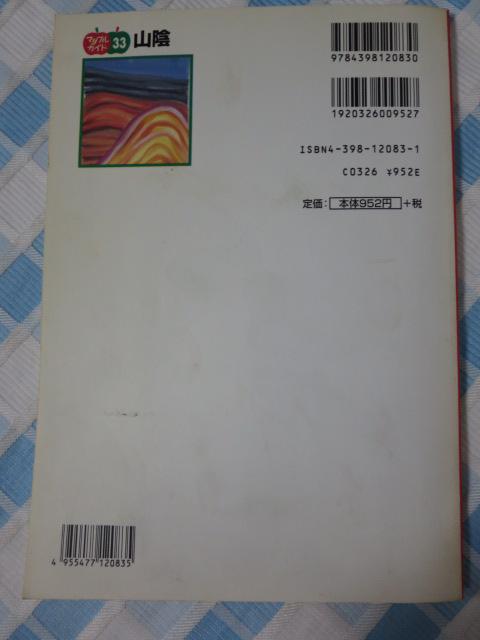 マップル
ガイド
33
山陰
9784398120830
1920326009527
ISBN4-398-12083-1
C0326 ¥952E
定価： 本体952円 +税
4 955477 120835